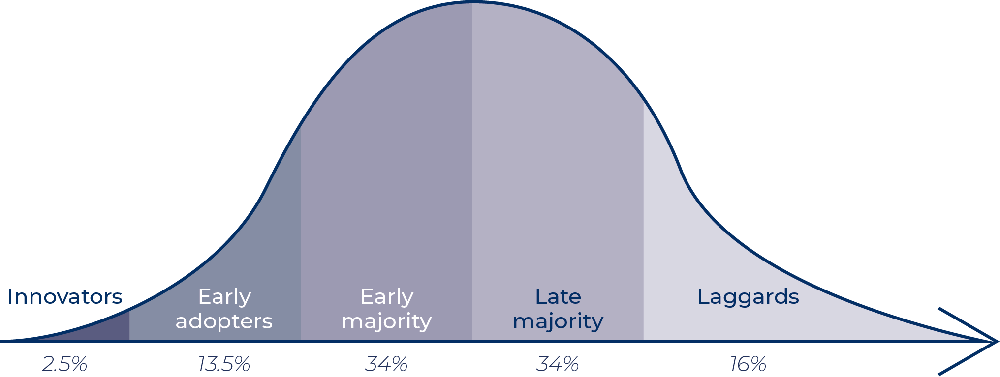 Innovators
Early
adopters
Early
majority
Late
majority
Laggards
2.5%
13.5%
34%
34%
16%